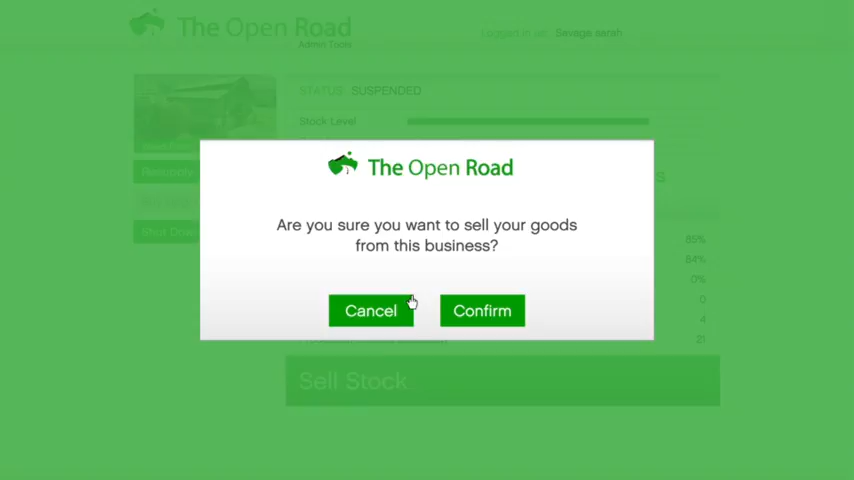 The Open Road
Admin Tools
Logged in as: Savage sarah
STATUS: SUSPENDED
Stock Level
Resupply
The Open Road
Are you sure you want to sell your goods
from this business?
85%
84%
0%
0
4
21
Cancel
Confirm
Sell Stock